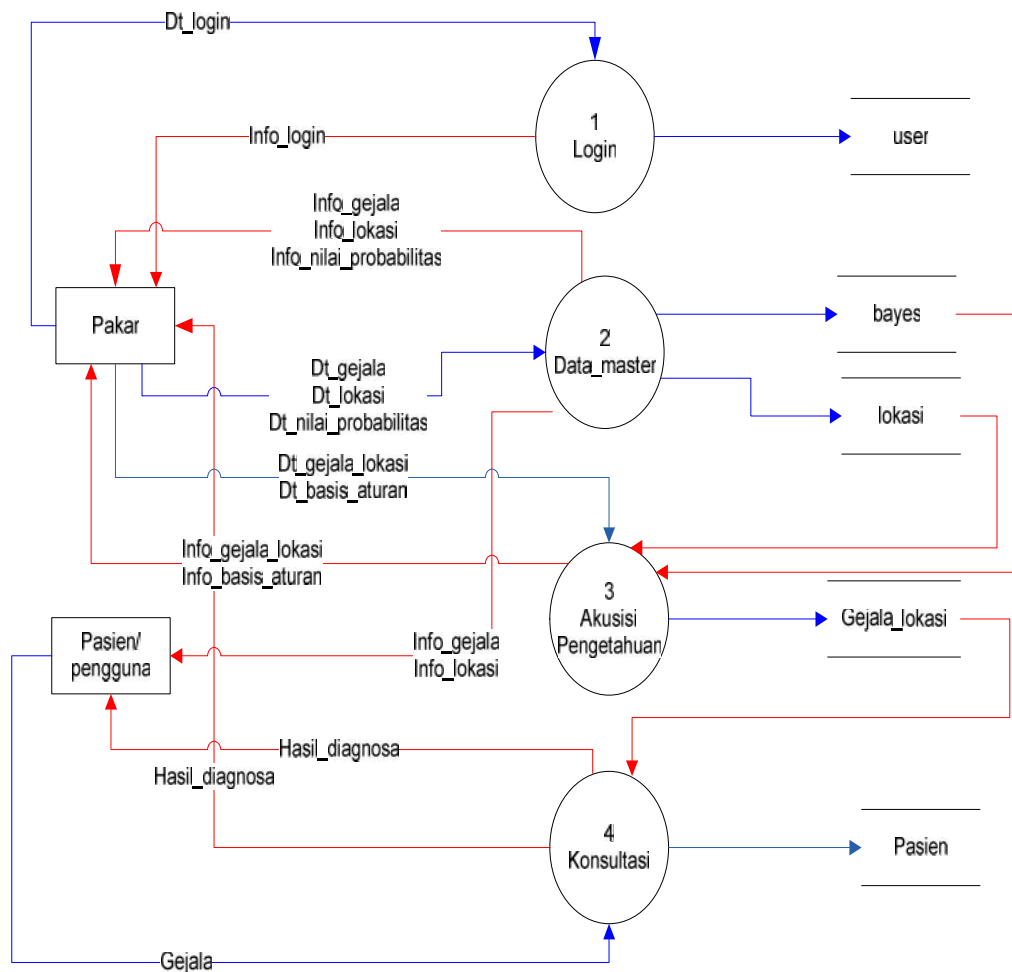 Dt_login
1
Login
user
Info_login
Info_gejala
Info_lokasi
Info_nilai_probabilitas
Pakar
2
Data_master
bayes
Dt_gejala
Dt_lokasi
Dt_nilai_probabilitas
lokasi
Dt_gejala_lokasi
Dt_basis_aturan
Info_gejala_lokasi
Info_basis_aturan
3
Akusisi
Pengetahuan
Gejala_lokasi
Pasien/
pengguna
Info_gejala
Info_lokasi
Hasil_diagnosa
Hasil_diagnosa
4
Konsultasi
Pasien
Gejala